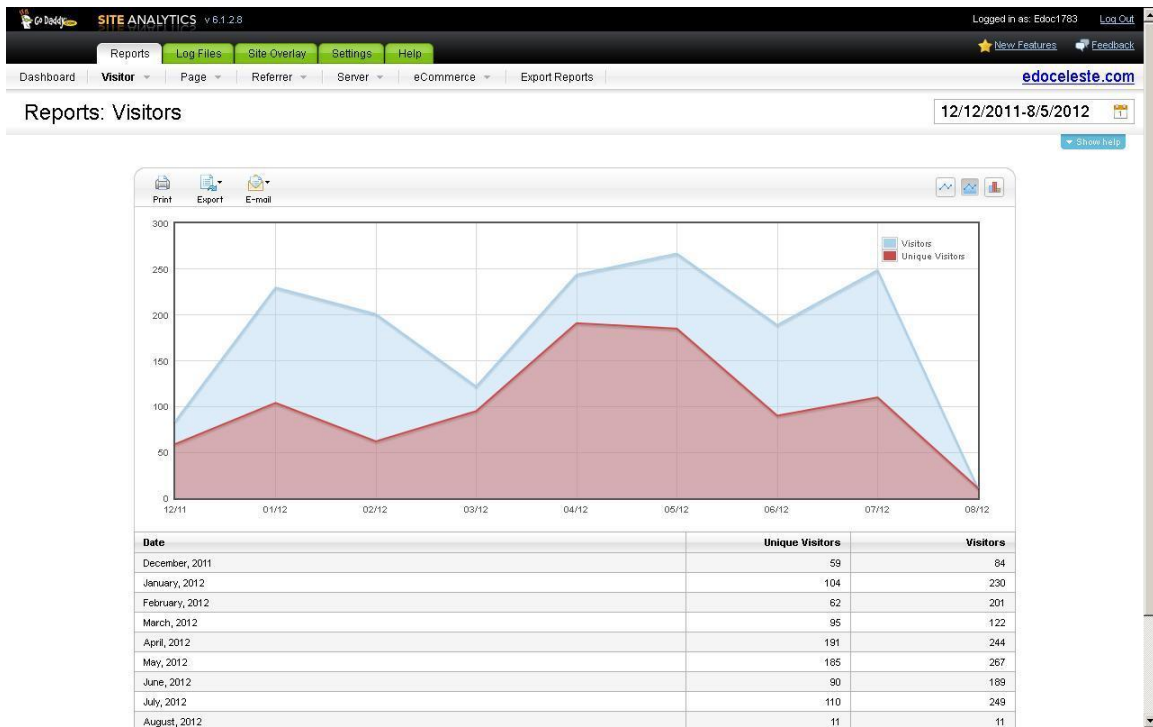 Go Daddy.com SITE ANALYTICS v 6.1.2.8 Logged in as: Edoc1783 Log Out
Reports Log Files Site Overlay Settings Help New Features Feedback
Dashboard Visitor Page Referrer Server eCommerce Export Reports edoceleste.com
Reports: Visitors 12/12/2011-8/5/2012
Show help
Print Export E-mail
300
250
200
150
100
50
0
Visitors
Unique Visitors
12/11 01/12 02/12 03/12 04/12 05/12 06/12 07/12 08/12
Date Unique Visitors Visitors
December, 2011 59 84
January, 2012 104 230
February, 2012 62 201
March, 2012 95 122
April, 2012 191 244
May, 2012 185 267
June, 2012 90 189
July, 2012 110 249
August, 2012 11 11